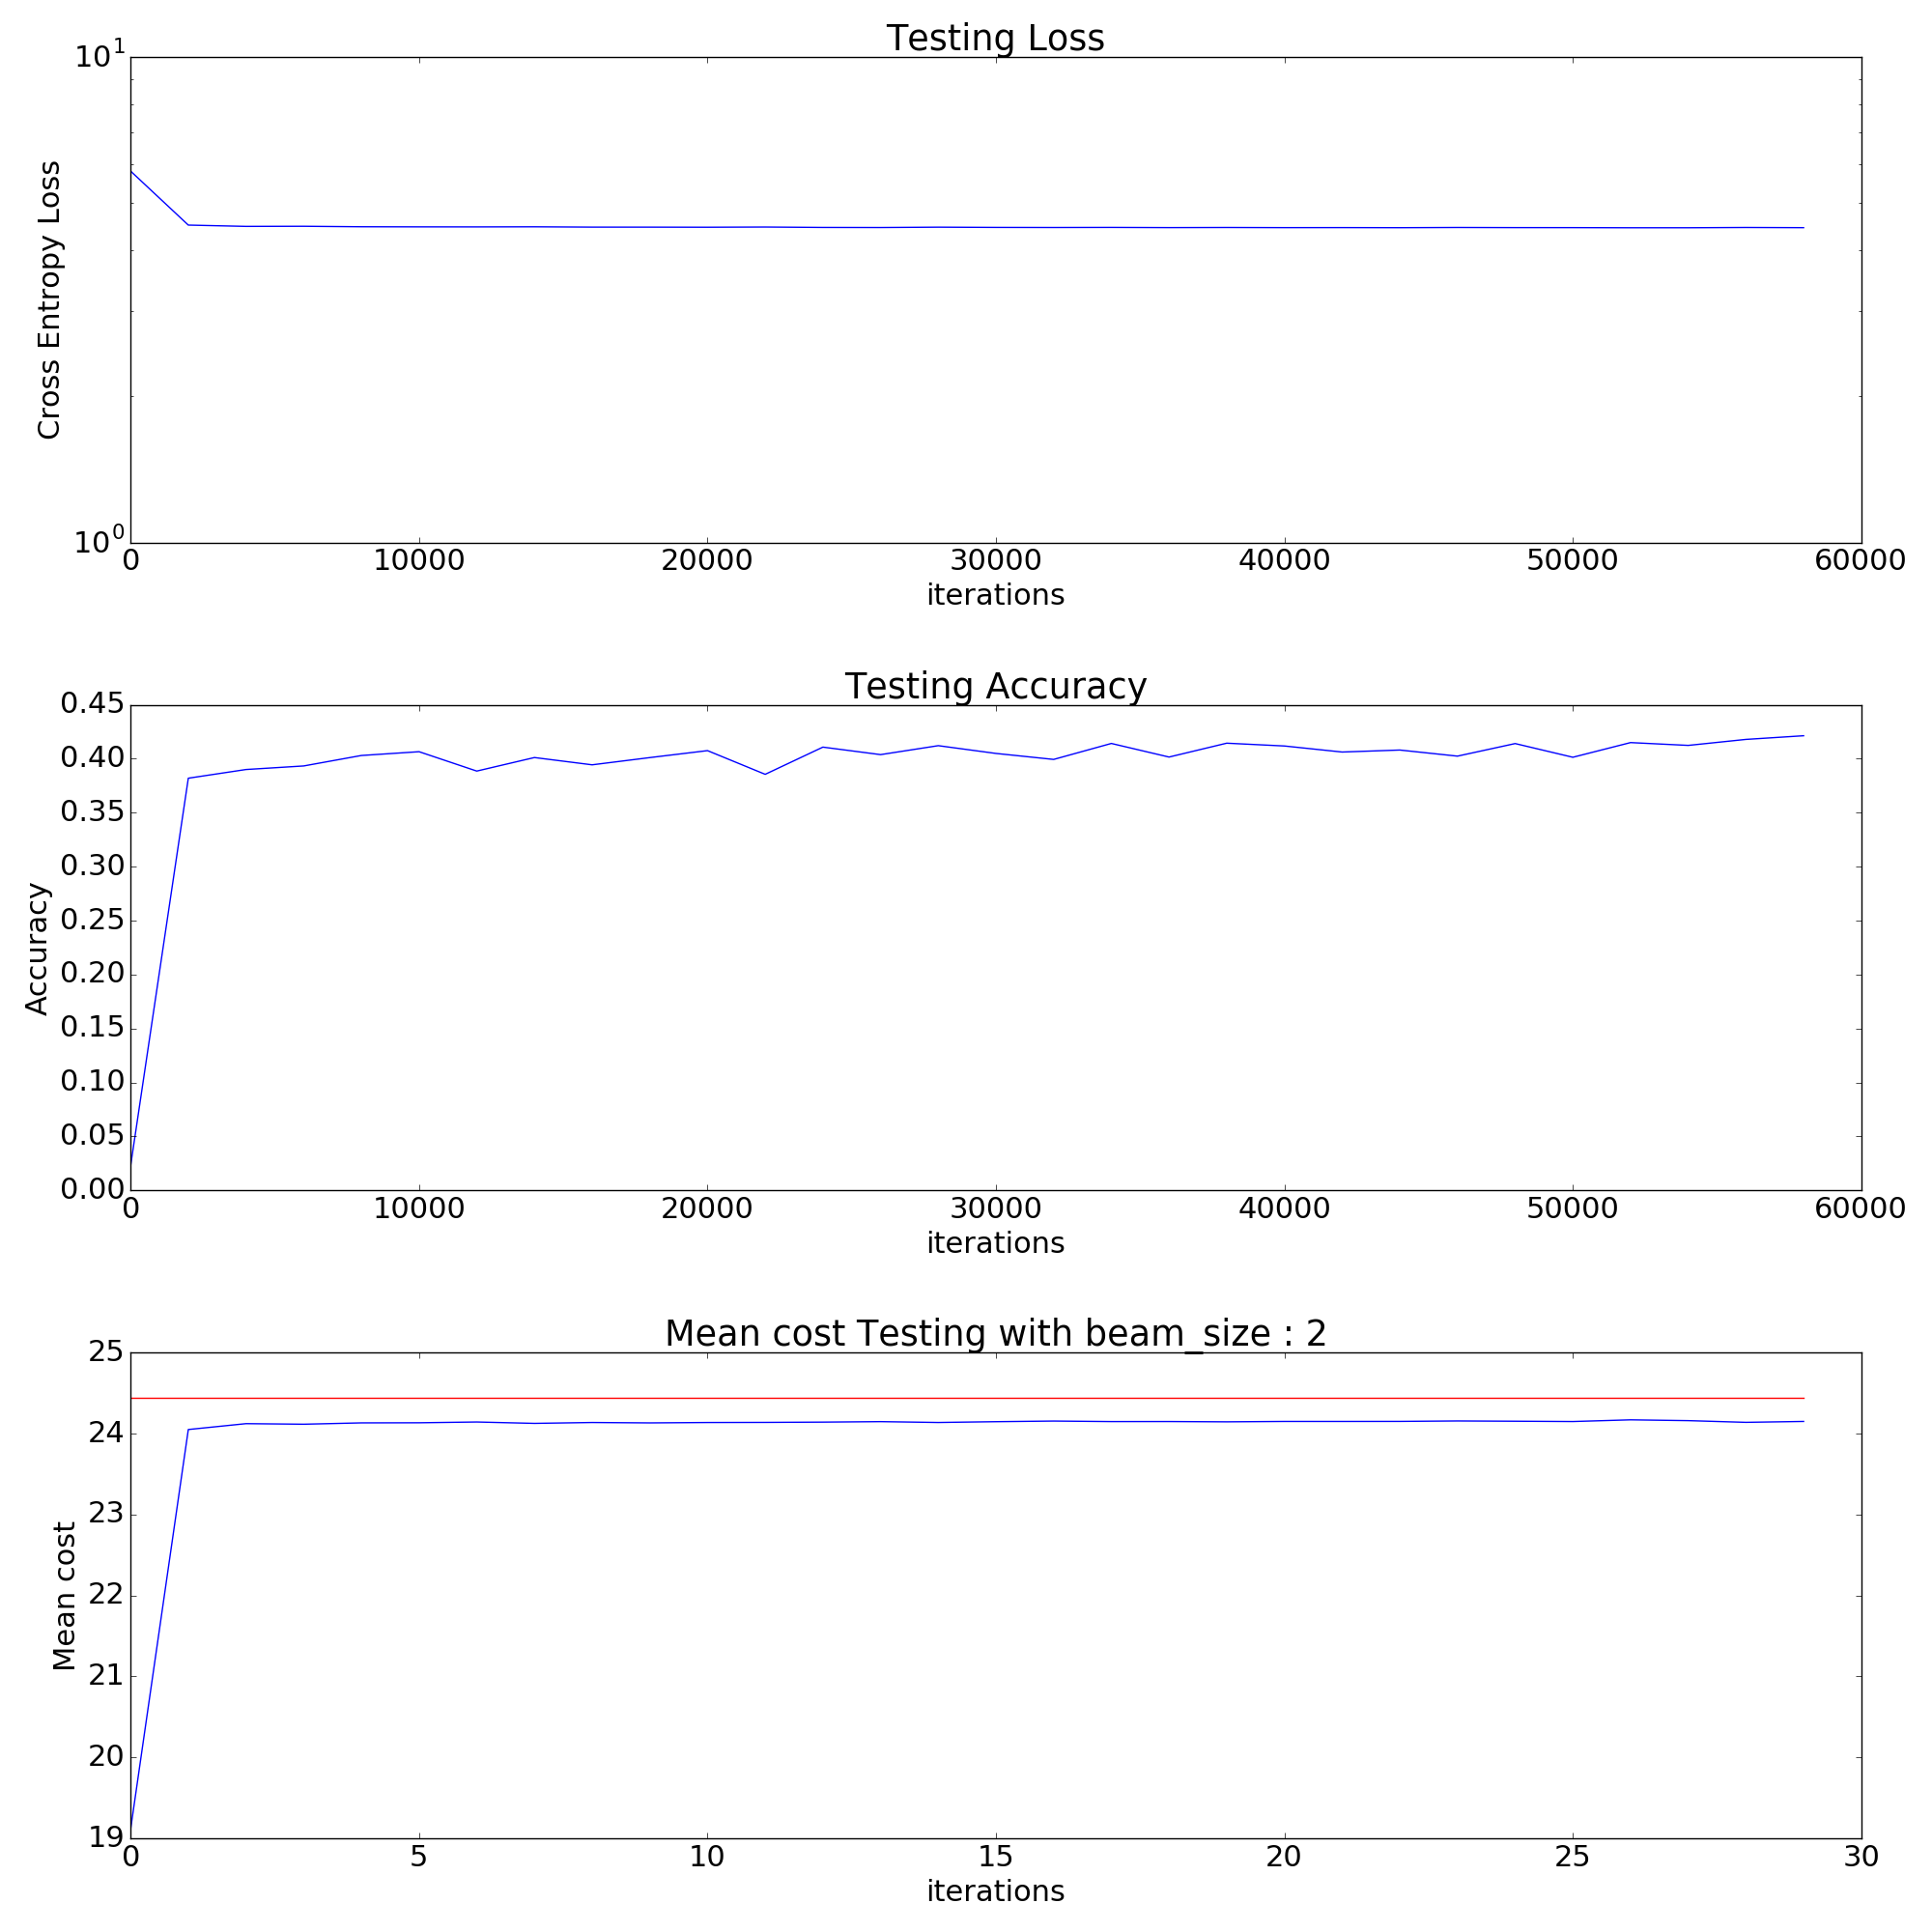 Testing Loss
10^1
10^0
Cross Entropy Loss
0 10000 20000 30000 40000 50000 60000
iterations
Testing Accuracy
0.45
0.40
0.35
0.30
0.25
0.20
0.15
0.10
0.05
0.00
Accuracy
0 10000 20000 30000 40000 50000 60000
iterations
Mean cost Testing with beam_size : 2
25
24
23
22
21
20
19
Mean cost
0 5 10 15 20 25 30
iterations